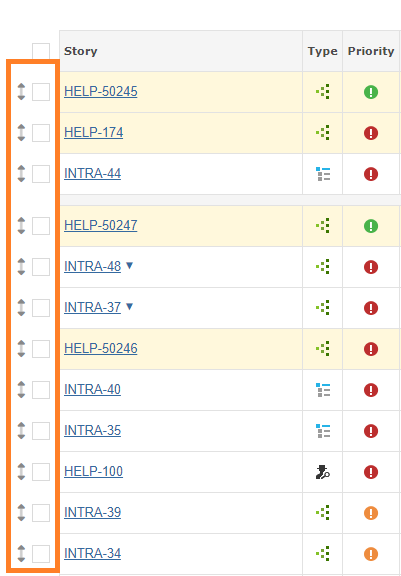 Story Type Priority
HELP-50245
HELP-174
INTRA-44
HELP-50247
INTRA-48
INTRA-37
HELP-50246
INTRA-40
INTRA-35
HELP-100
INTRA-39
INTRA-34